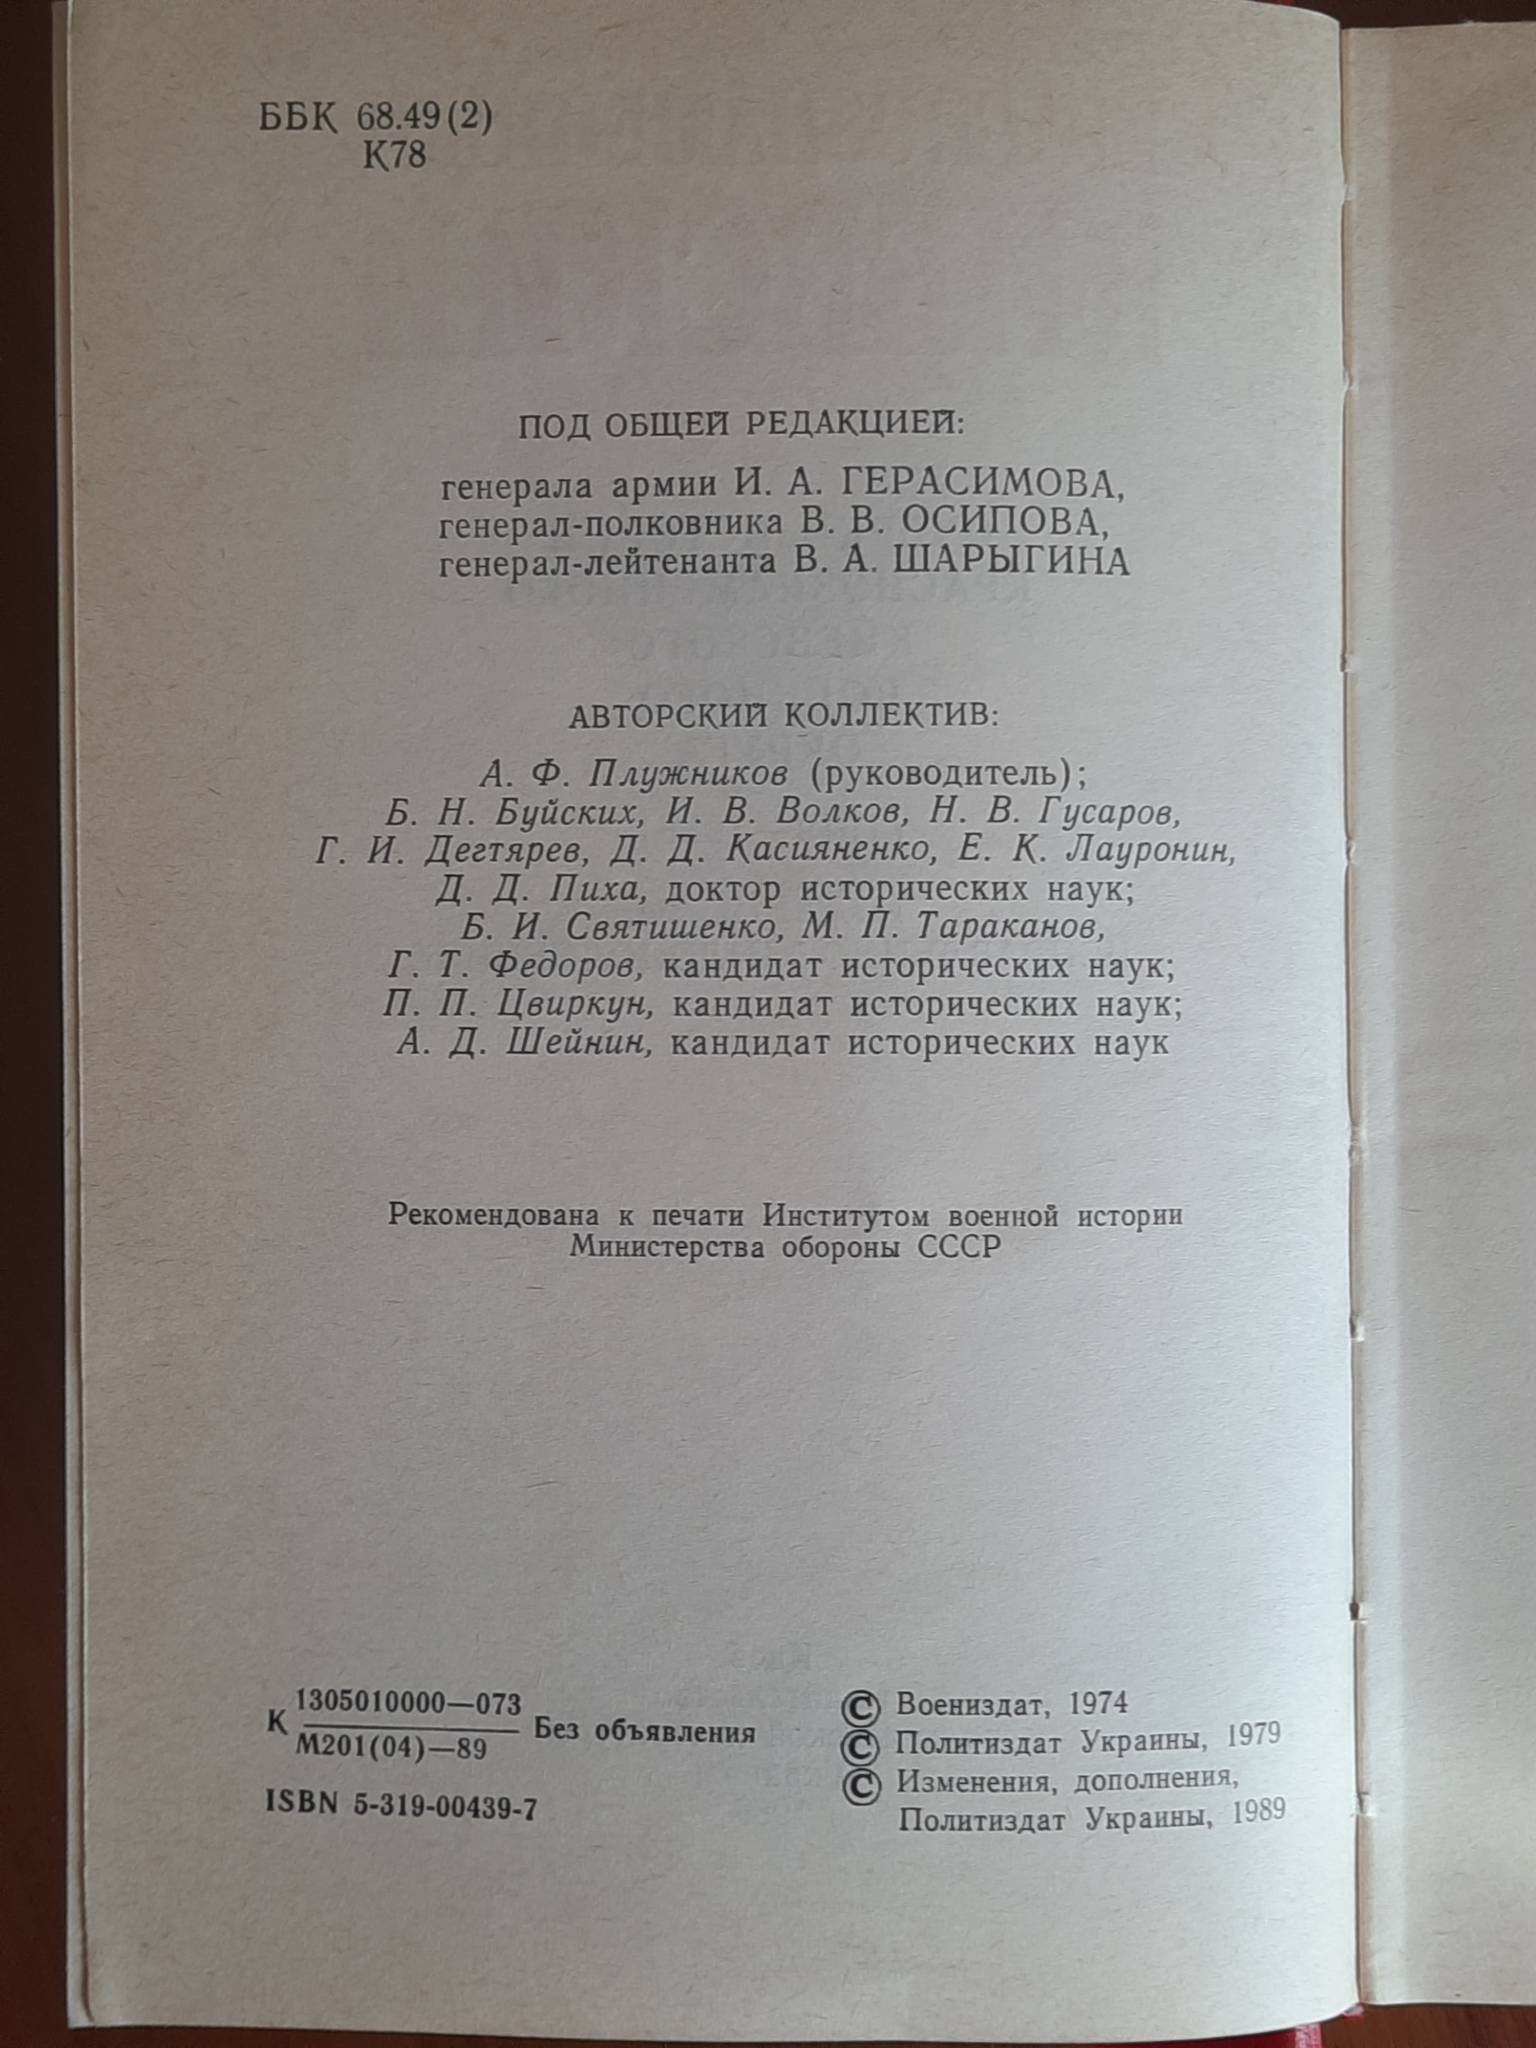 ББК 68.49(2)
К78
ПОД ОБЩЕЙ РЕДАКЦИЕЙ:
генерала армии И. А. ГЕРАСИМОВА,
генерал-полковника В. В. ОСИПОВА,
генерал-лейтенанта В. А. ШАРЫГИНА
АВТОРСКИЙ КОЛЛЕКТИВ:
А. Ф. Плужников (руководитель);
Б. Н. Буйских, И. В. Волков, Н. В. Гусаров,
Г. И. Дегтярев, Д. Д. Касияненко, Е. К. Лауронин,
Д. Д. Пиха, доктор исторических наук;
Б. И. Святишенко, М. П. Тараканов,
Г. Т. Федоров, кандидат исторических наук;
П. П. Цвиркун, кандидат исторических наук;
А. Д. Шейнин, кандидат исторических наук
Рекомендована к печати Институтом военной истории
Министерства обороны СССР
К 1305010000—073
М201(04)—89
Без объявления
ISBN 5-319-00439-7
© Воениздат, 1974
© Политиздат Украины, 1979
© Изменения, дополнения,
Политиздат Украины, 1989